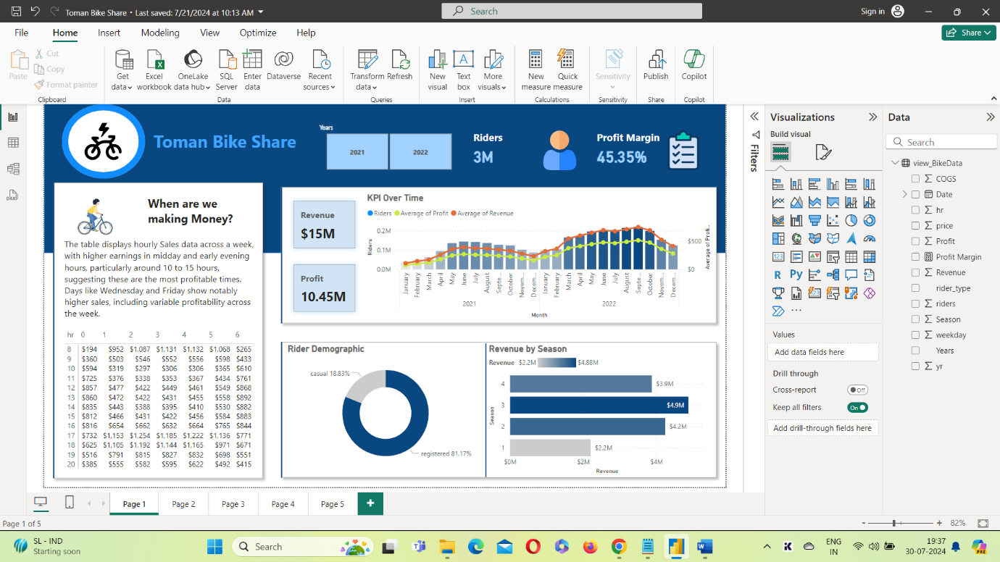 Toman Bike Share • Last saved: 7/21/2024 at 10:13 AM
Search
Sign in
File Home Insert Modeling View Optimize Help
Share
Paste
Cut
Copy
Format painter
Clipboard
Get data
Excel workbook
OneLake data hub
SQL Server
Enter data
Dataverse
Recent sources
Data
Transform data
Refresh
Queries
New visual
Text box
More visuals
Insert
New measure
Quick measure
Calculations
Sensitivity
Sensitivity
Publish
Share
Copilot
Copilot
Toman Bike Share
Years
2021 2022
Riders
3M
Profit Margin
45.35%
When are we
making Money?
The table displays hourly Sales data across a week,
with higher earnings in midday and early evening
hours, particularly around 10 to 15 hours,
suggesting these are the most profitable times.
Days like Wednesday and Friday show notably
higher sales, including variable profitability across
the week.
hr 0 1 2 3 4 5 6
8 $194 $952 $1,087 $1,131 $1,132 $1,068 $265
9 $360 $503 $546 $552 $556 $598 $433
10 $594 $319 $297 $306 $306 $365 $610
11 $725 $376 $338 $353 $367 $434 $761
12 $857 $477 $422 $449 $461 $549 $868
13 $860 $472 $422 $431 $455 $558 $892
14 $835 $443 $388 $395 $410 $530 $882
15 $812 $466 $431 $422 $456 $584 $883
16 $816 $654 $662 $632 $664 $765 $844
17 $732 $1,153 $1,254 $1,185 $1,222 $1,136 $771
18 $625 $1,105 $1,192 $1,144 $1,165 $971 $671
19 $516 $791 $815 $827 $832 $698 $551
20 $385 $555 $582 $595 $622 $492 $415
Revenue
$15M
Profit
10.45M
KPI Over Time
Riders Average of Profit Average of Revenue
Riders
0.2M
0.1M
0.0M
$500
$0
Average of Profi...
January February March April May June July August Septe... October Novem... Decem... January February March April May June July August Septe... October Novem... Decem...
2021 2022
Month
Rider Demographic
casual 18.83%
registered 81.17%
Revenue by Season
Revenue $2.2M $4.88M
Season
4 $3.9M
3 $4.9M
2 $4.2M
1 $2.2M
$0M $2M $4M
Revenue
Filters
Visualizations
Build visual
R Py
123
Values
Add data fields here
Drill through
Cross-report Off
Keep all filters On
Add drill-through fields here
Data
Search
view_BikeData
COGS
Date
hr
price
Profit
Profit Margin
Revenue
rider_type
riders
Season
weekday
Years
yr
Page 1 Page 2 Page 3 Page 4 Page 5 +
Page 1 of 5
- + 82%
SL - IND
Starting soon
Search
ENG
IN
19:37
30-07-2024
PRE